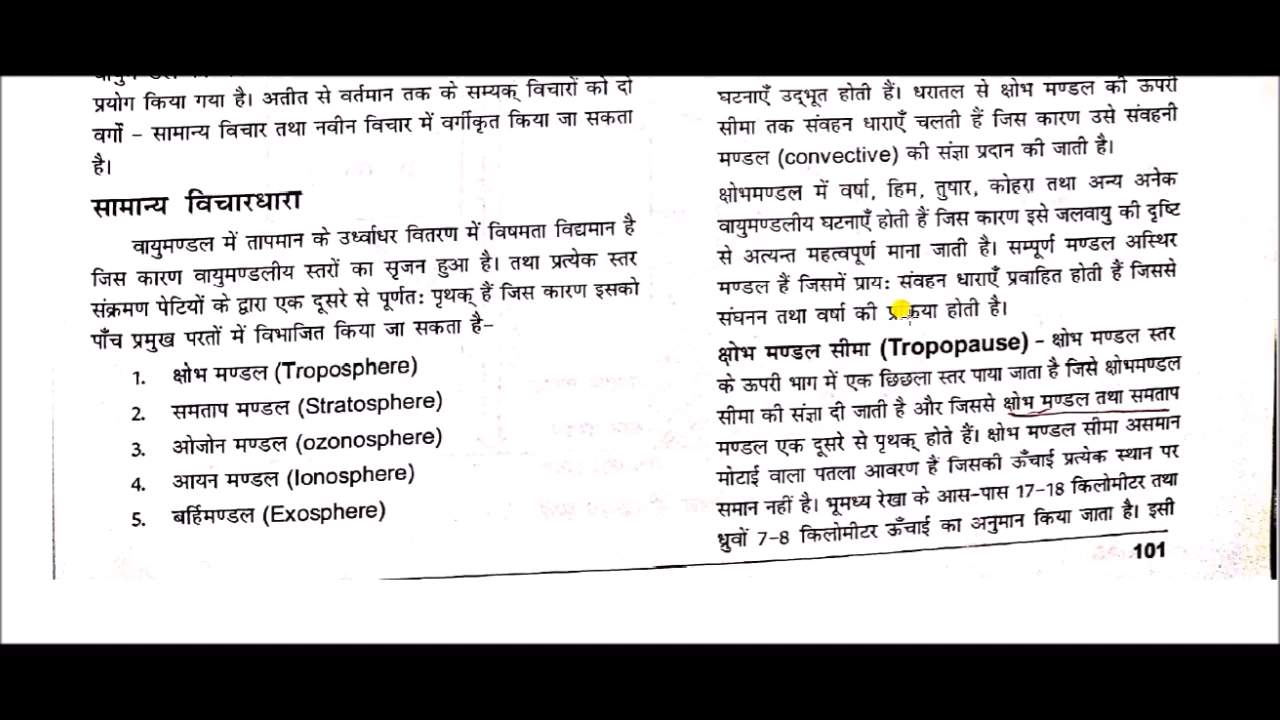 प्रयोग किया गया है। अतीत से वर्तमान तक के सम्यक् विचारों को दो
वर्गो – सामान्य विचार तथा नवीन विचार में वर्गीकृत किया जा सकता
है।
सामान्य विचारधारा
वायुमण्डल में तापमान के उर्ध्वाधर वितरण में विषमता विद्यमान है
जिस कारण वायुमण्डलीय स्तरों का सृजन हुआ है। तथा प्रत्येक स्तर
संक्रमण पेटियों के द्वारा एक दूसरे से पूर्णतः पृथक् हैं जिस कारण इसको
पाँच प्रमुख परतों में विभाजित किया जा सकता है–
1. क्षोभ मण्डल (Troposphere)
2. समताप मण्डल (Stratosphere)
3. ओजोन मण्डल (ozonosphere)
4. आयन मण्डल (Ionosphere)
5. बर्हिमण्डल (Exosphere)
घटनाएँ उद्भूत होती हैं। धरातल से क्षोभ मण्डल की ऊपरी
सीमा तक संवहन धाराएँ चलती हैं जिस कारण उसे संवहनी
मण्डल (convective) की संज्ञा प्रदान की जाती है।
क्षोभमण्डल में वर्षा, हिम, तुषार, कोहरा तथा अन्य अनेक
वायुमण्डलीय घटनाएँ होती हैं जिस कारण इसे जलवायु की दृष्टि
से अत्यन्त महत्वपूर्ण माना जाती है। सम्पूर्ण मण्डल अस्थिर
मण्डल हैं जिसमें प्रायः संवहन धाराएँ प्रवाहित होती हैं जिससे
संघनन तथा वर्षा की प्रक्रिया होती है।
क्षोभ मण्डल सीमा (Tropopause) – क्षोभ मण्डल स्तर
के ऊपरी भाग में एक छिछला स्तर पाया जाता है जिसे क्षोभमण्डल
सीमा की संज्ञा दी जाती है और जिससे क्षोभ मण्डल तथा समताप
मण्डल एक दूसरे से पृथक् होते हैं। क्षोभ मण्डल सीमा असमान
मोटाई वाला पतला आवरण हैं जिसकी ऊँचाई प्रत्येक स्थान पर
समान नहीं है। भूमध्य रेखा के आस-पास 17-18 किलोमीटर तथा
ध्रुवों 7-8 किलोमीटर ऊँचाई का अनुमान किया जाता है। इसी
101